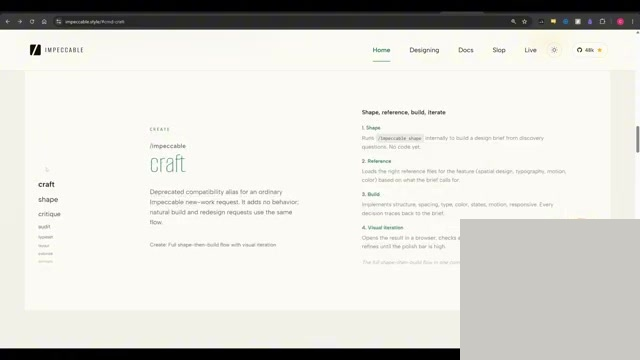 impeccable.style/#cmd-craft
IMPECCABLE
Home
Designing
Docs
Slop
Live
48k
CREATE
/impeccable
craft
Deprecated compatibility alias for an ordinary
Impeccable new-work request. It adds no behavior;
natural build and redesign requests use the same
flow.
Create: Full shape-then-build flow with visual iteration
craft
shape
critique
audit
Shape, reference, build, iterate
1. Shape
Runs /impeccable shape internally to build a design brief from discovery
questions. No code yet.
2. Reference
Loads the right reference files for the feature (spatial design, typography, motion,
color) based on what the brief calls for.
3. Build
Implements structure, spacing, type, color, states, motion, responsive. Every
decision traces back to the brief.
4. Visual iteration
Opens the result in a browser, checks a
refines until the polish bar is high.
The full shape-then-build flow in one